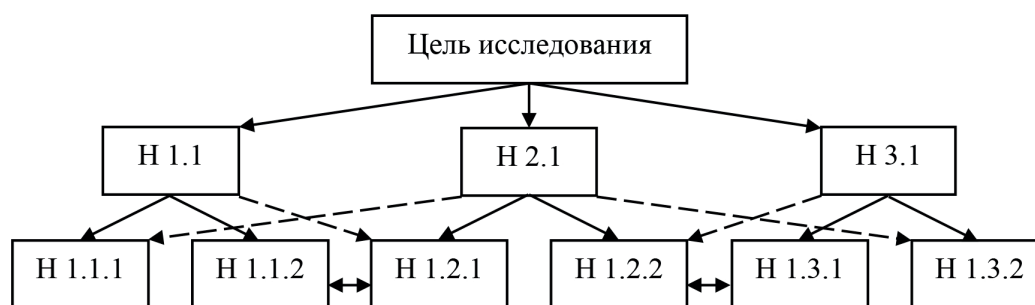 Цель исследования
Н 1.1
Н 2.1
Н 3.1
Н 1.1.1
Н 1.1.2
Н 1.2.1
Н 1.2.2
Н 1.3.1
Н 1.3.2